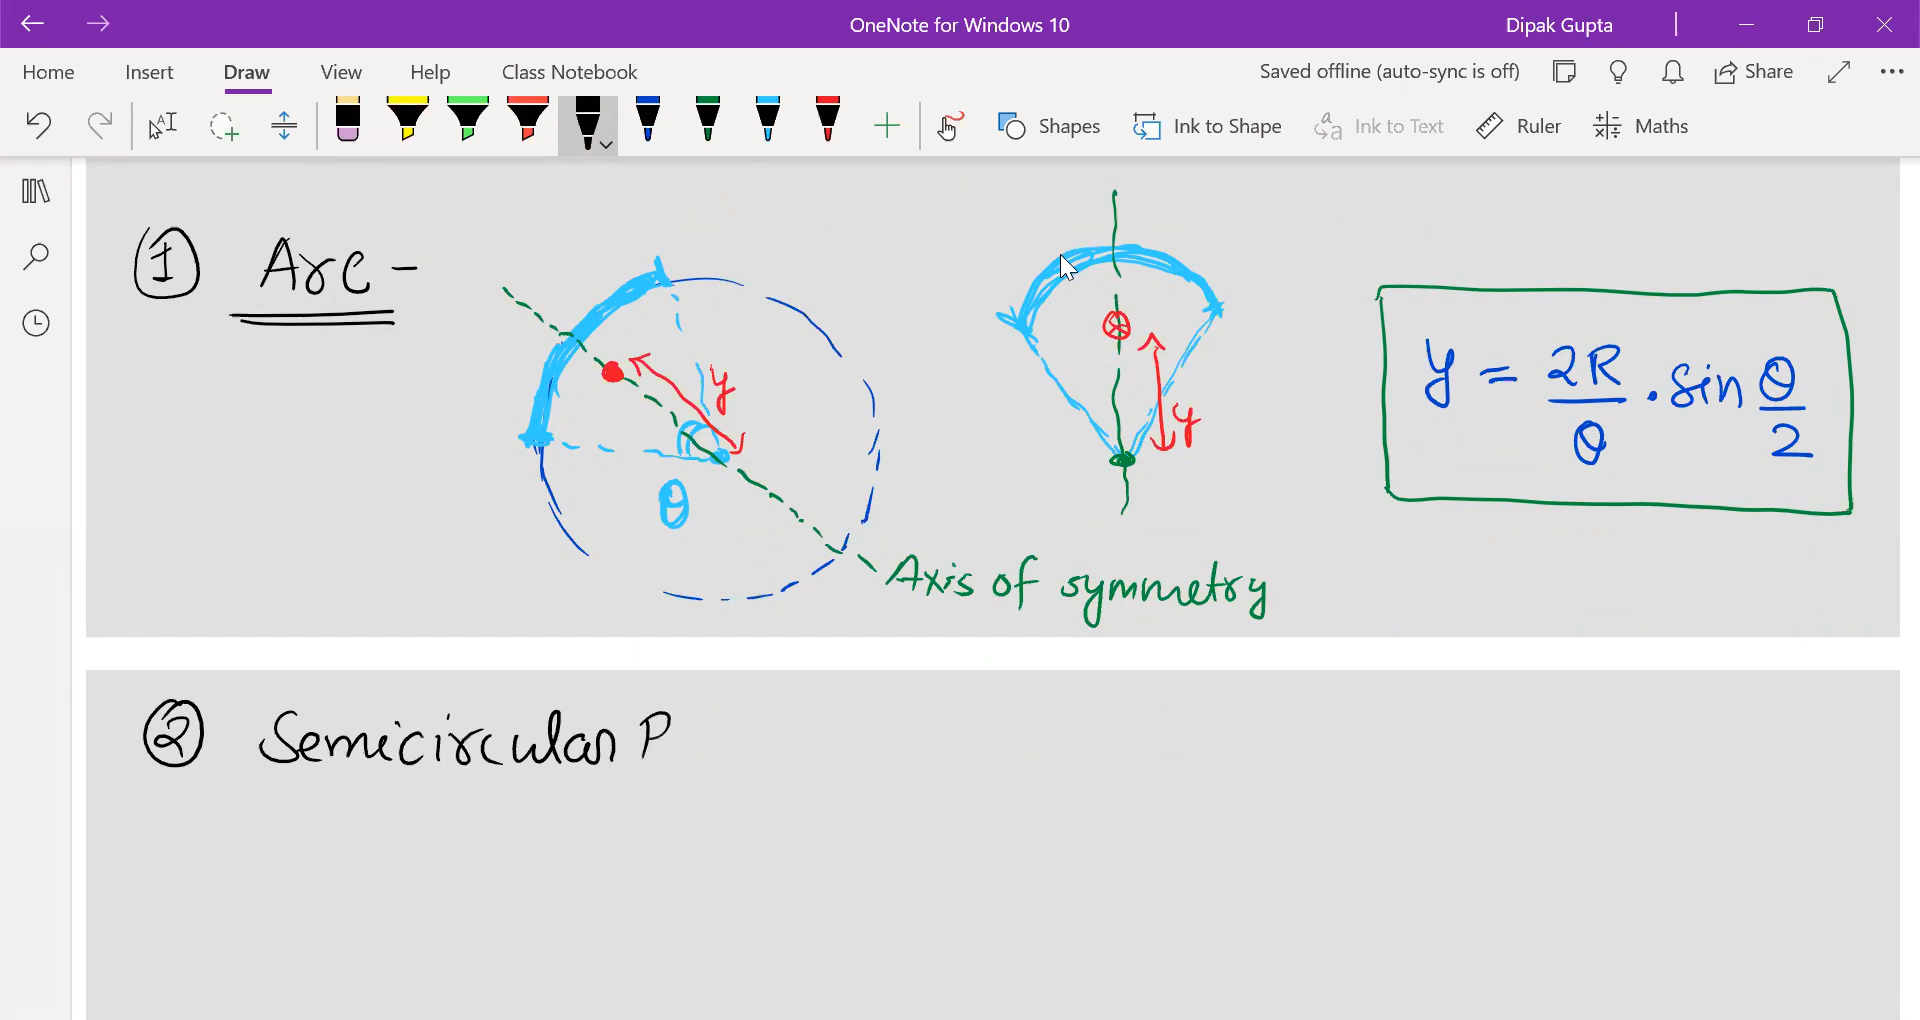 OneNote for Windows 10
Dipak Gupta
Home Insert Draw View Help Class Notebook
Saved offline (auto-sync is off) Share
Shapes Ink to Shape Ink to Text Ruler Maths
① Arc -
y
θ
y
y = 2R/θ . sin θ/2
Axis of symmetry
② Semicircular P